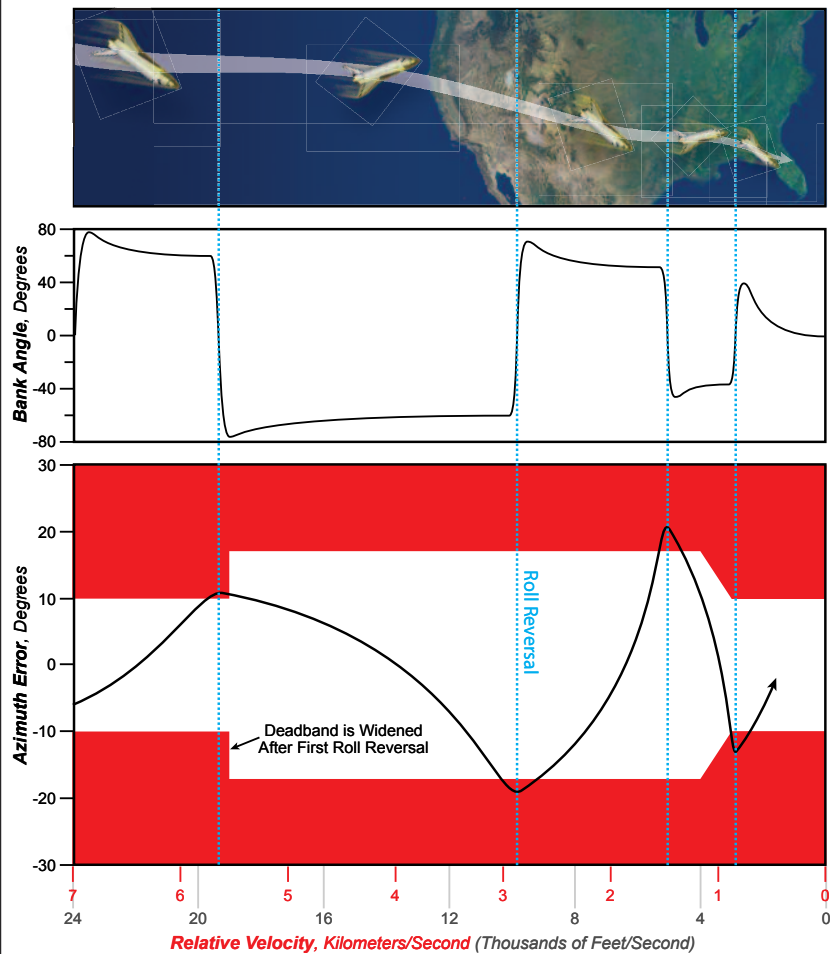 80
40
0
-40
-80
Bank Angle, Degrees
30
20
10
0
-10
-20
-30
Azimuth Error, Degrees
Roll Reversal
Deadband is Widened
After First Roll Reversal
7 6 5 4 3 2 1 0
24 20 16 12 8 4 0
Relative Velocity, Kilometers/Second (Thousands of Feet/Second)